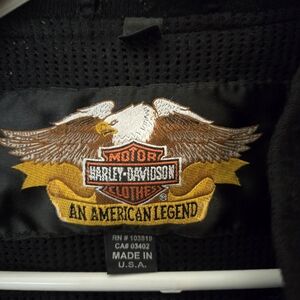 MOTOR
HARLEY-DAVIDSON
CLOTHES
®
AN AMERICAN LEGEND
RN # 103819
CA# 03402
MADE IN
U.S.A.